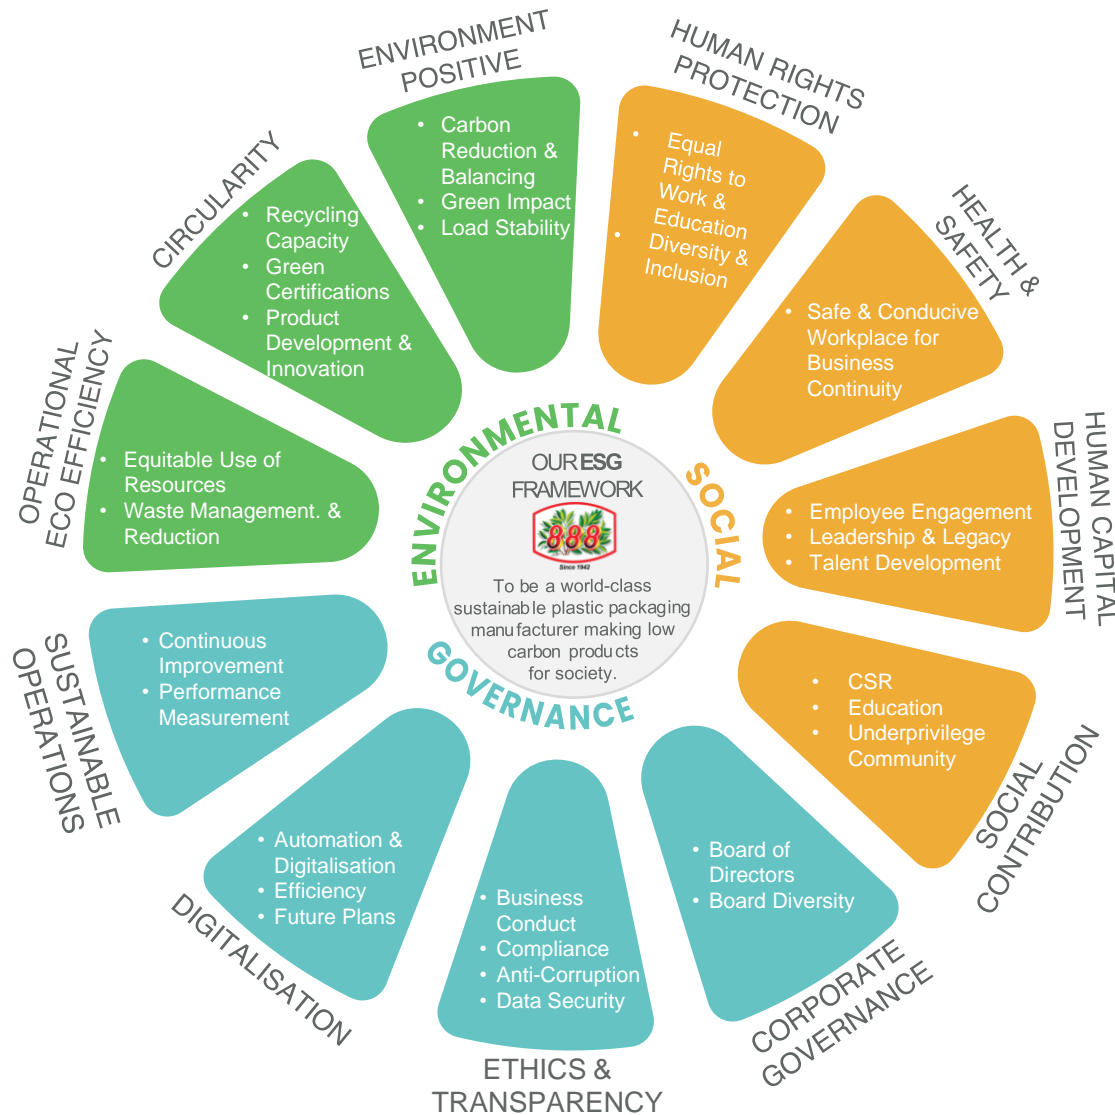 ENVIRONMENT
POSITIVE
• Carbon
Reduction &
Balancing
• Green Impact
• Load Stability
HUMAN RIGHTS
PROTECTION
• Equal
Rights to
Work &
Education
• Diversity &
Inclusion
HEALTH &
SAFETY
• Safe & Conducive
Workplace for
Business
Continuity
HUMAN CAPITAL
DEVELOPMENT
• Employee Engagement
• Leadership & Legacy
• Talent Development
SOCIAL
CONTRIBUTION
• CSR
• Education
• Underprivilege
Community
CORPORATE
GOVERNANCE
• Board of
Directors
• Board Diversity
ETHICS &
TRANSPARENCY
• Business
Conduct
• Compliance
• Anti-Corruption
• Data Security
DIGITALISATION
• Automation &
Digitalisation
• Efficiency
• Future Plans
SUSTAINABLE
OPERATIONS
• Continuous
Improvement
• Performance
Measurement
OPERATIONAL
ECO EFFICIENCY
• Equitable Use of
Resources
• Waste Management. &
Reduction
CIRCULARITY
• Recycling
Capacity
• Green
Certifications
• Product
Development &
Innovation
ENVIRONMENTAL
SOCIAL
GOVERNANCE
OUR ESG
FRAMEWORK
888
Since 1942
To be a world-class
sustainable plastic packaging
manufacturer making low
carbon products
for society.